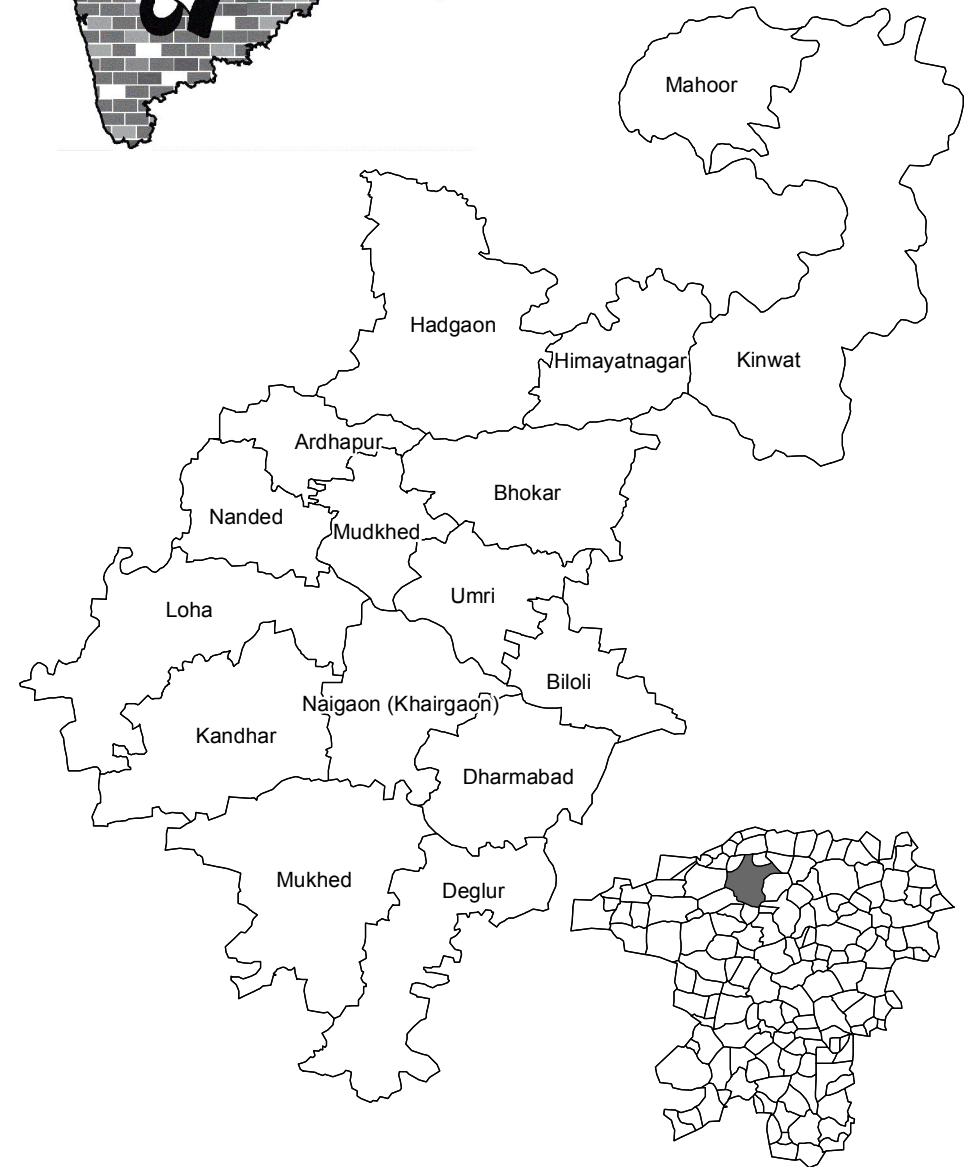 Mahoor
Hadgaon
Himayatnagar
Kinwat
Ardhapur
Bhokar
Nanded
Mudkhed
Umri
Loha
Biloli
Naigaon (Khairgaon)
Kandhar
Dharmabad
Mukhed
Deglur